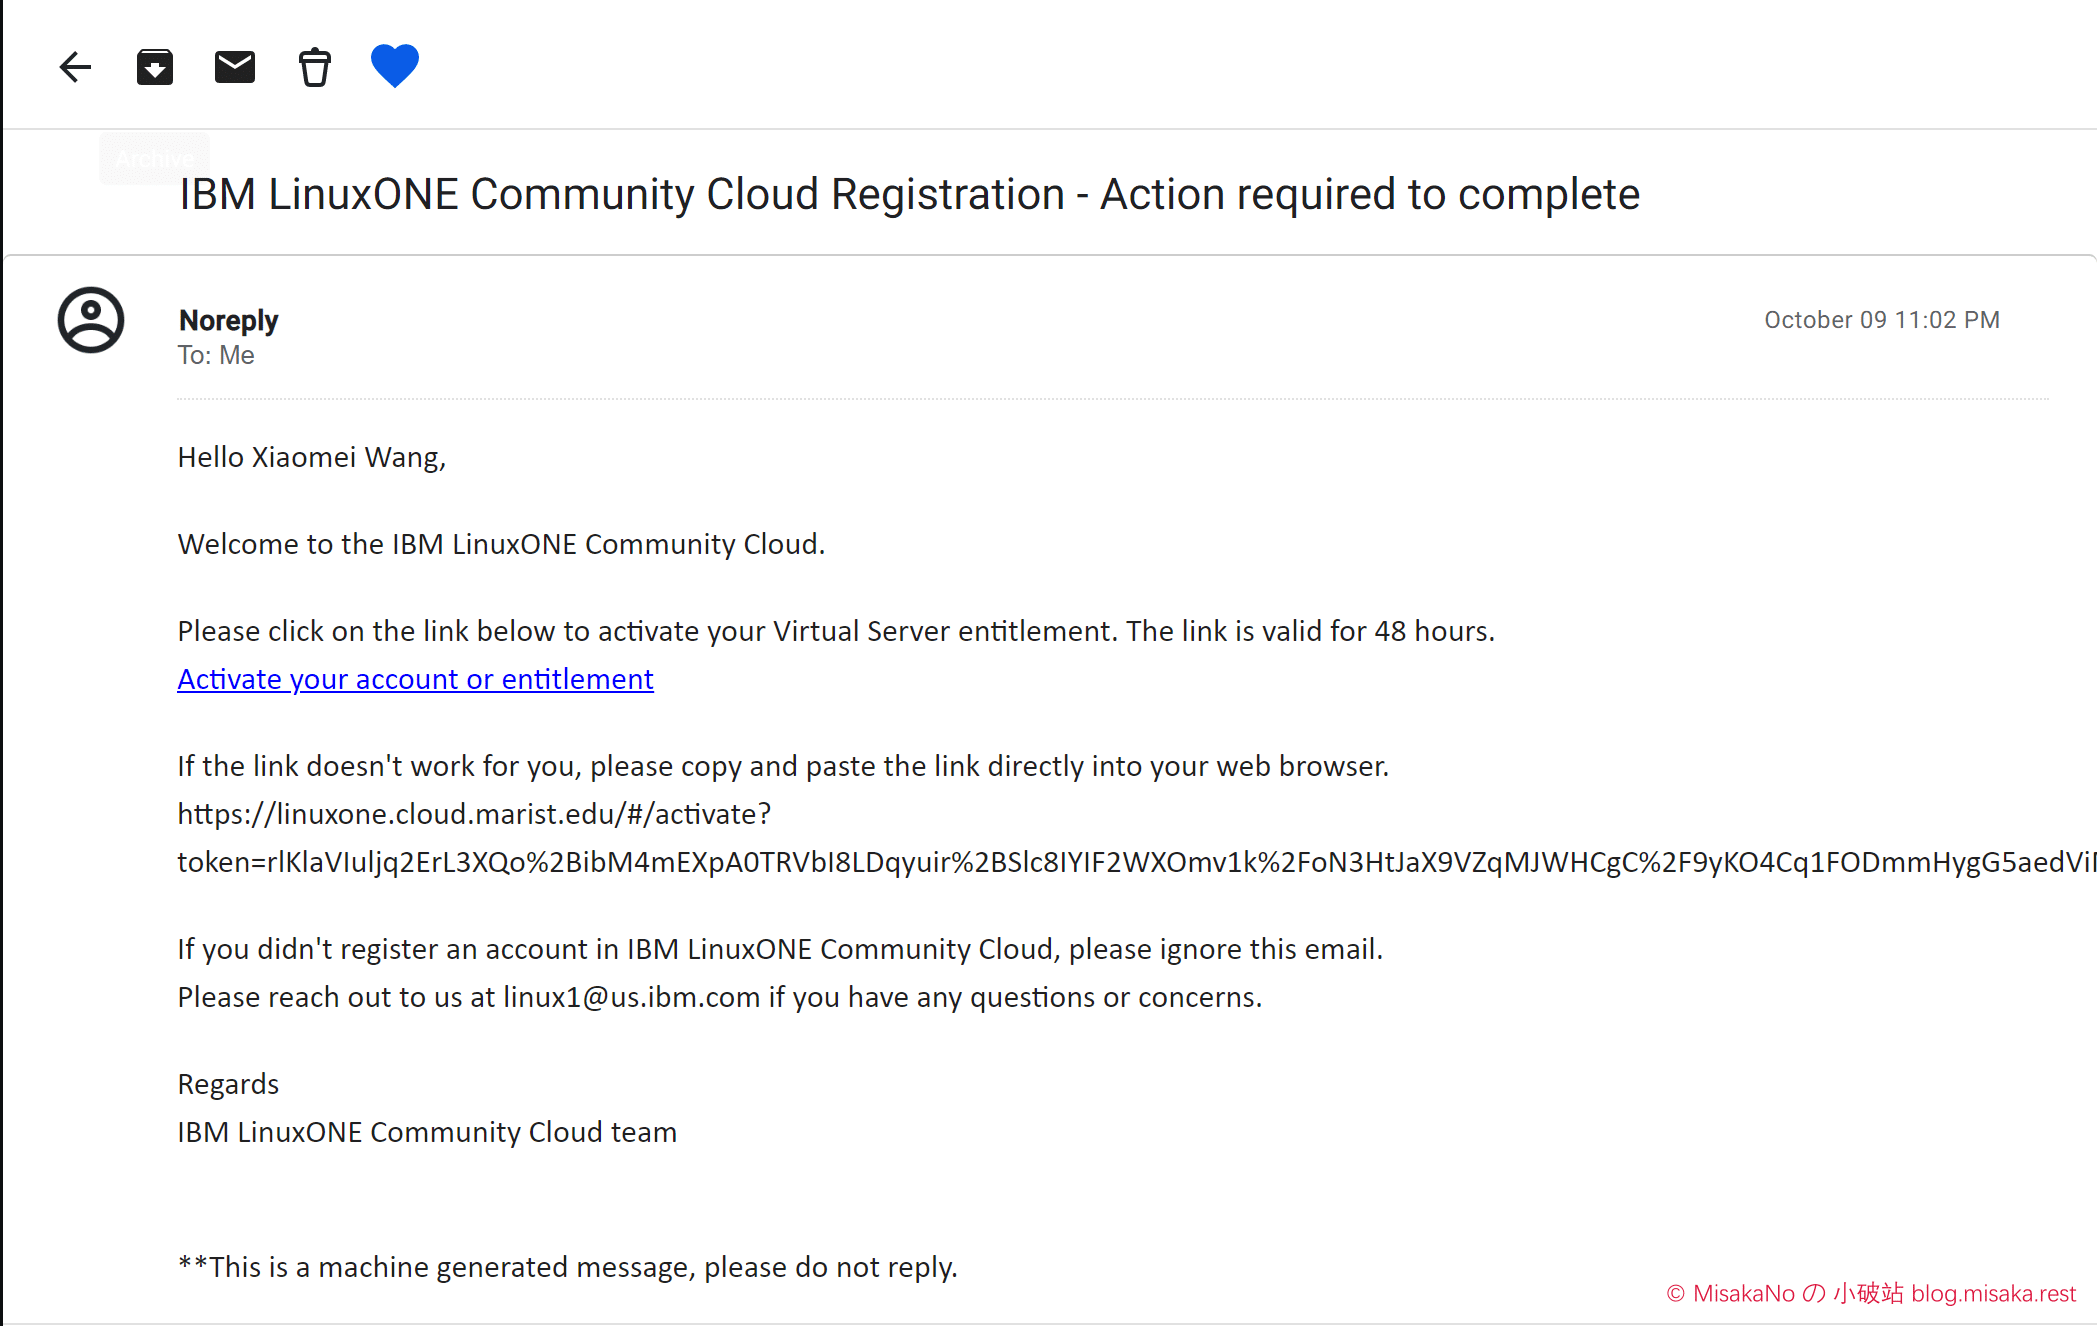 Archive
IBM LinuxONE Community Cloud Registration - Action required to complete
Noreply
October 09 11:02 PM
To: Me
Hello Xiaomei Wang,
Welcome to the IBM LinuxONE Community Cloud.
Please click on the link below to activate your Virtual Server entitlement. The link is valid for 48 hours.
Activate your account or entitlement
If the link doesn't work for you, please copy and paste the link directly into your web browser.
https://linuxone.cloud.marist.edu/#/activate?
token=rlKlaVIuljq2ErL3XQo%2BibM4mEXpA0TRVbI8LDqyuir%2BSlc8IYIF2WXOmv1k%2FoN3HtJaX9VZqMJWHCgC%2F9yKO4Cq1FODmmHygG5aedVi
If you didn't register an account in IBM LinuxONE Community Cloud, please ignore this email.
Please reach out to us at linux1@us.ibm.com if you have any questions or concerns.
Regards
IBM LinuxONE Community Cloud team
**This is a machine generated message, please do not reply.
© MisakaNo の 小破站 blog.misaka.rest